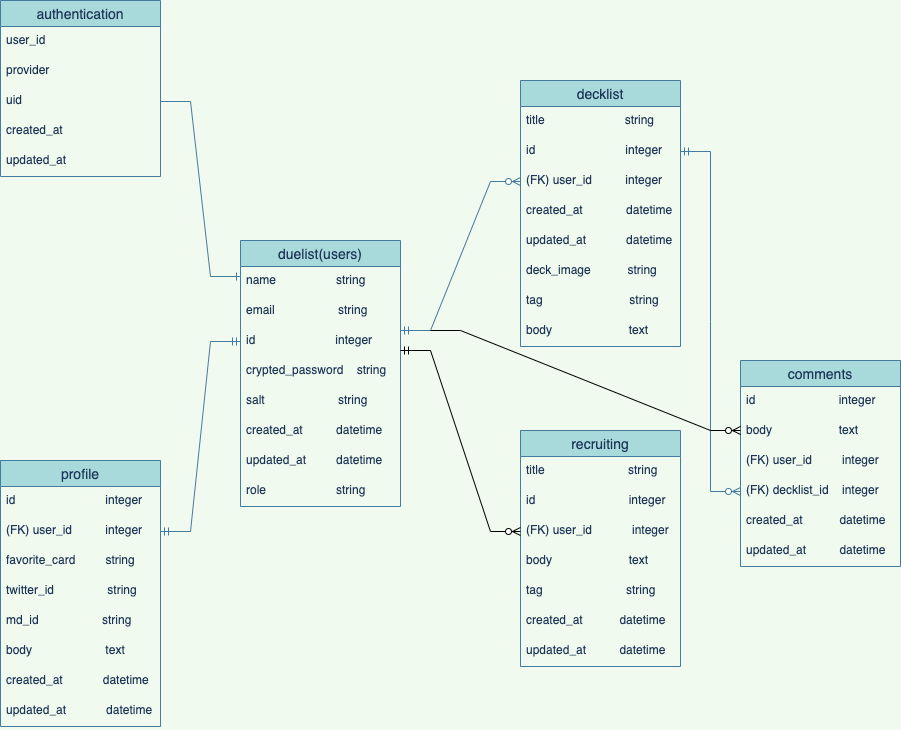 authentication
user_id
provider
uid
created_at
updated_at
decklist
title string
id integer
(FK) user_id integer
created_at datetime
updated_at datetime
deck_image string
tag string
body text
duelist(users)
name string
email string
id integer
crypted_password string
salt string
created_at datetime
updated_at datetime
role string
comments
id integer
body text
(FK) user_id integer
(FK) decklist_id integer
created_at datetime
updated_at datetime
recruiting
title string
id integer
(FK) user_id integer
body text
tag string
created_at datetime
updated_at datetime
profile
id integer
(FK) user_id integer
favorite_card string
twitter_id string
md_id string
body text
created_at datetime
updated_at datetime